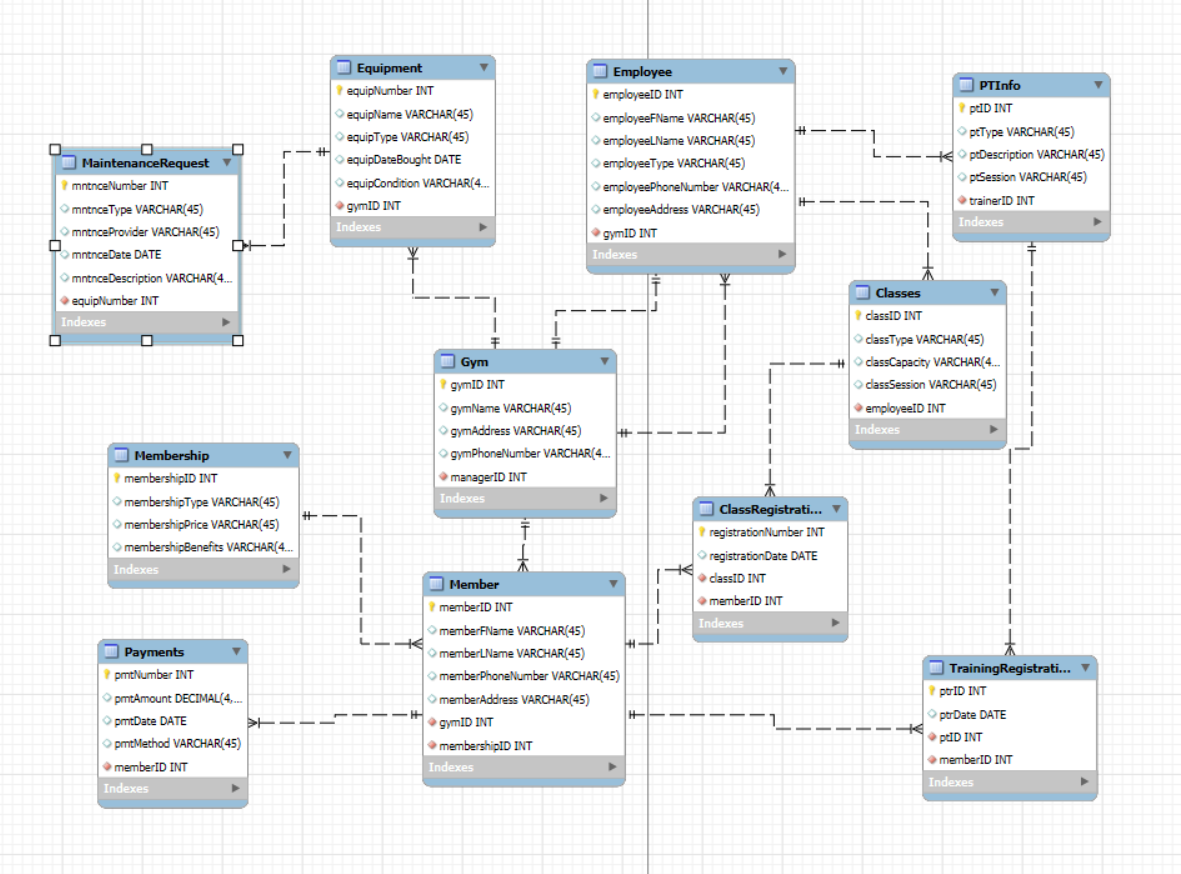 Equipment
equipNumber INT
equipName VARCHAR(45)
equipType VARCHAR(45)
equipDateBought DATE
equipCondition VARCHAR(4...
gymID INT
Indexes
Employee
employeeID INT
employeeFName VARCHAR(45)
employeeLName VARCHAR(45)
employeeType VARCHAR(45)
employeePhoneNumber VARCHAR(4...
employeeAddress VARCHAR(45)
gymID INT
Indexes
PTInfo
ptID INT
ptType VARCHAR(45)
ptDescription VARCHAR(45)
ptSession VARCHAR(45)
trainerID INT
Indexes
MaintenanceRequest
mntnceNumber INT
mntnceType VARCHAR(45)
mntnceProvider VARCHAR(45)
mntnceDate DATE
mntnceDescription VARCHAR(4...
equipNumber INT
Indexes
Classes
classID INT
classType VARCHAR(45)
classCapacity VARCHAR(4...
classSession VARCHAR(45)
employeeID INT
Indexes
Gym
gymID INT
gymName VARCHAR(45)
gymAddress VARCHAR(45)
gymPhoneNumber VARCHAR(4...
managerID INT
Indexes
Membership
membershipID INT
membershipType VARCHAR(45)
membershipPrice VARCHAR(45)
membershipBenefits VARCHAR(4...
Indexes
ClassRegistrati...
registrationNumber INT
registrationDate DATE
classID INT
memberID INT
Indexes
Member
memberID INT
memberFName VARCHAR(45)
memberLName VARCHAR(45)
memberPhoneNumber VARCHAR(45)
memberAddress VARCHAR(45)
gymID INT
membershipID INT
Indexes
Payments
pmtNumber INT
pmtAmount DECIMAL(4,...
pmtDate DATE
pmtMethod VARCHAR(45)
memberID INT
Indexes
TrainingRegistrati...
ptrID INT
ptrDate DATE
ptID INT
memberID INT
Indexes